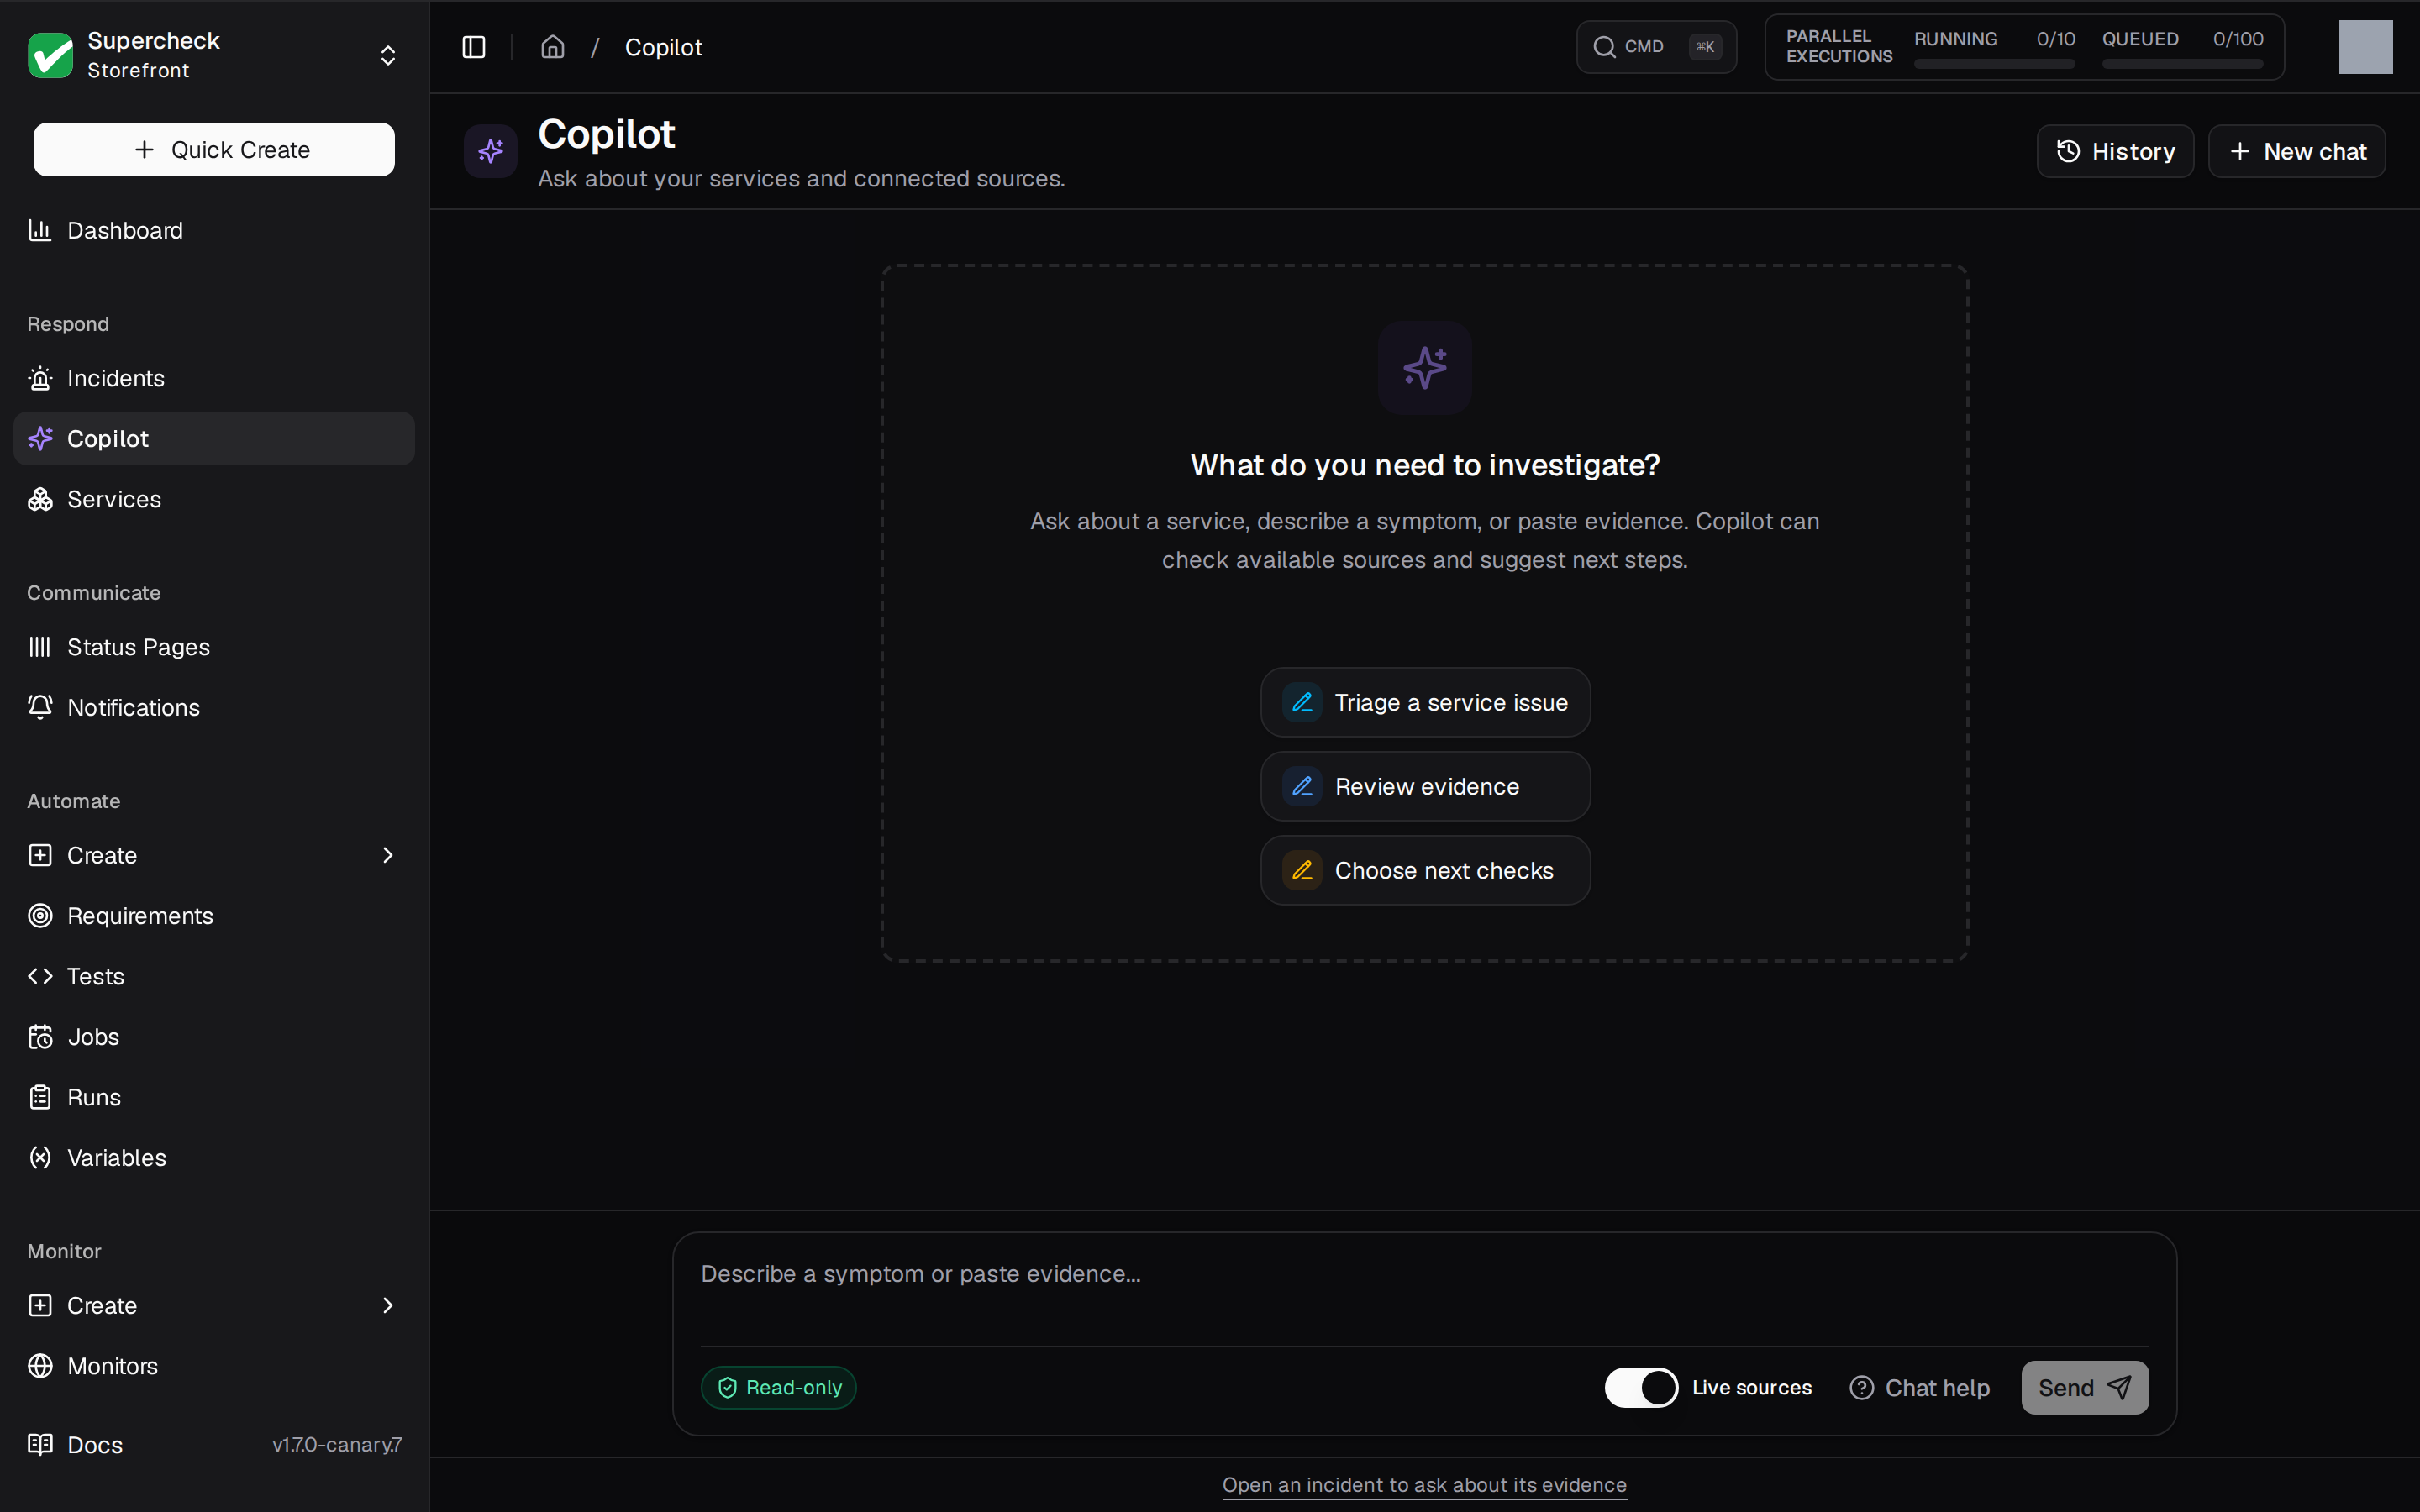 Supercheck
Storefront
Quick Create
Dashboard
Respond
Incidents
Copilot
Services
Communicate
Status Pages
Notifications
Automate
Create
Requirements
Tests
Jobs
Runs
Variables
Monitor
Create
Monitors
Docs
v1.7.0-canary.7
/ Copilot
CMD ⌘K
PARALLEL
EXECUTIONS
RUNNING 0/10
QUEUED 0/100
Copilot
Ask about your services and connected sources.
History
New chat
What do you need to investigate?
Ask about a service, describe a symptom, or paste evidence. Copilot can
check available sources and suggest next steps.
Triage a service issue
Review evidence
Choose next checks
Describe a symptom or paste evidence...
Read-only
Live sources
Chat help
Send
Open an incident to ask about its evidence